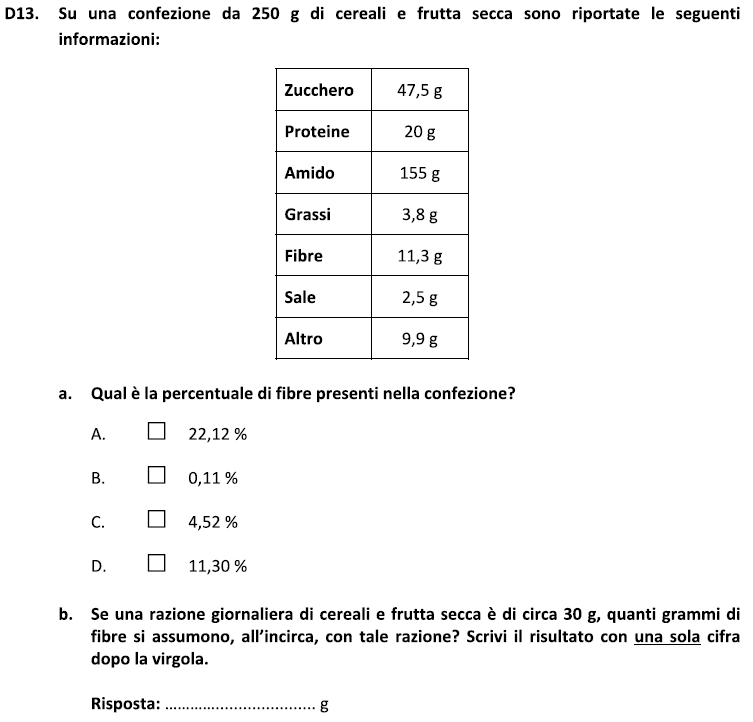 D13. Su una confezione da 250 g di cereali e frutta secca sono riportate le seguenti
informazioni:
Zucchero 47,5 g
Proteine 20 g
Amido 155 g
Grassi 3,8 g
Fibre 11,3 g
Sale 2,5 g
Altro 9,9 g
a. Qual è la percentuale di fibre presenti nella confezione?
A. 22,12 %
B. 0,11 %
C. 4,52 %
D. 11,30 %
b. Se una razione giornaliera di cereali e frutta secca è di circa 30 g, quanti grammi di
fibre si assumono, all’incirca, con tale razione? Scrivi il risultato con una sola cifra
dopo la virgola.
Risposta: ................................... g